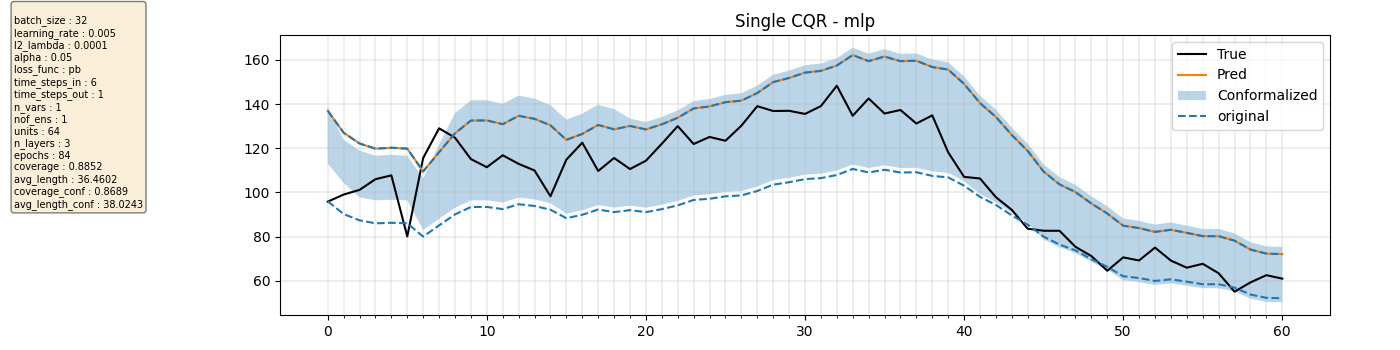 Single CQR - mlp
batch_size : 32
learning_rate : 0.005
l2_lambda : 0.0001
alpha : 0.05
loss_func : pb
time_steps_in : 6
time_steps_out : 1
n_vars : 1
nof_ens : 1
units : 64
n_layers : 3
epochs : 84
coverage : 0.8852
avg_length : 36.4602
coverage_conf : 0.8689
avg_length_conf : 38.0243
160
140
120
100
80
60
True
Pred
Conformalized
original
0 10 20 30 40 50 60